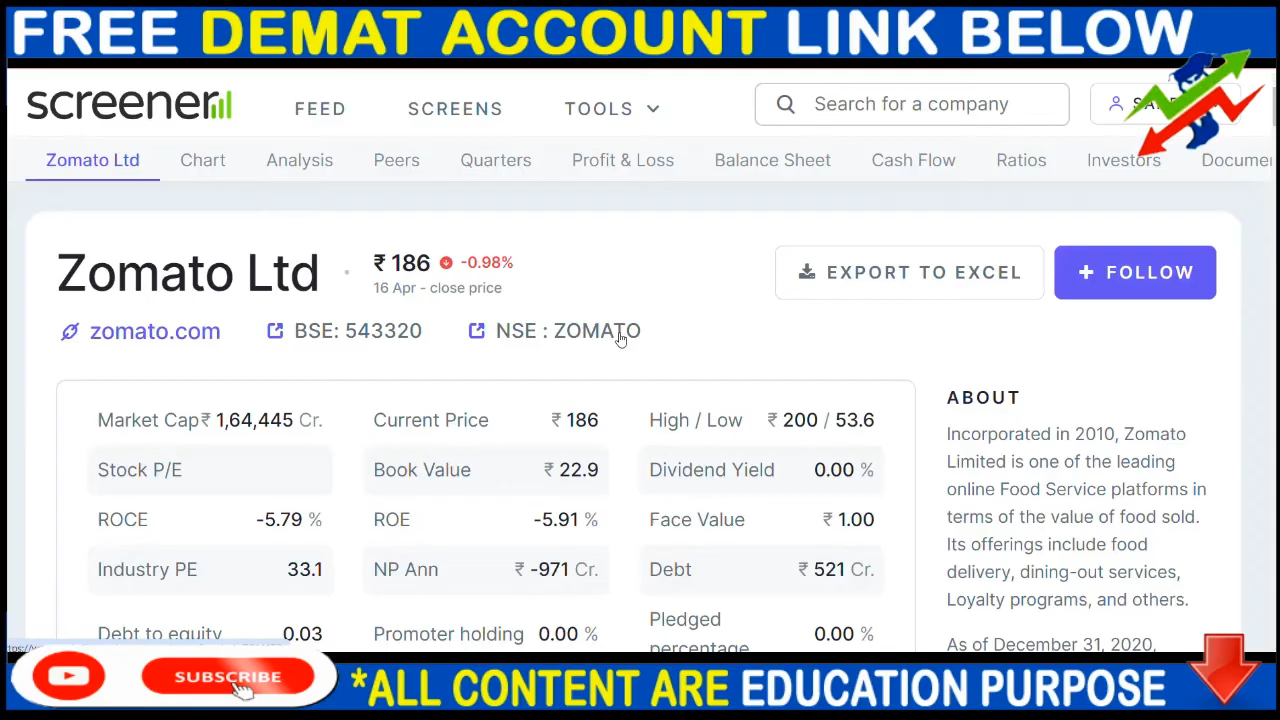 FREE DEMAT ACCOUNT LINK BELOW
screener
FEED SCREENS TOOLS Search for a company
Zomato Ltd Chart Analysis Peers Quarters Profit & Loss Balance Sheet Cash Flow Ratios Investors Documen
Zomato Ltd · ₹ 186 -0.98%
16 Apr - close price
EXPORT TO EXCEL + FOLLOW
zomato.com BSE: 543320 NSE : ZOMATO
Market Cap ₹ 1,64,445 Cr. Current Price ₹ 186 High / Low ₹ 200 / 53.6
Stock P/E Book Value ₹ 22.9 Dividend Yield 0.00 %
ROCE -5.79 % ROE -5.91 % Face Value ₹ 1.00
Industry PE 33.1 NP Ann ₹ -971 Cr. Debt ₹ 521 Cr.
Debt to equity 0.03 Promoter holding 0.00 % Pledged percentage 0.00 %
ABOUT
Incorporated in 2010, Zomato
Limited is one of the leading
online Food Service platforms in
terms of the value of food sold.
Its offerings include food
delivery, dining-out services,
Loyalty programs, and others.
As of December 31, 2020,
SUBSCRIBE
*ALL CONTENT ARE EDUCATION PURPOSE